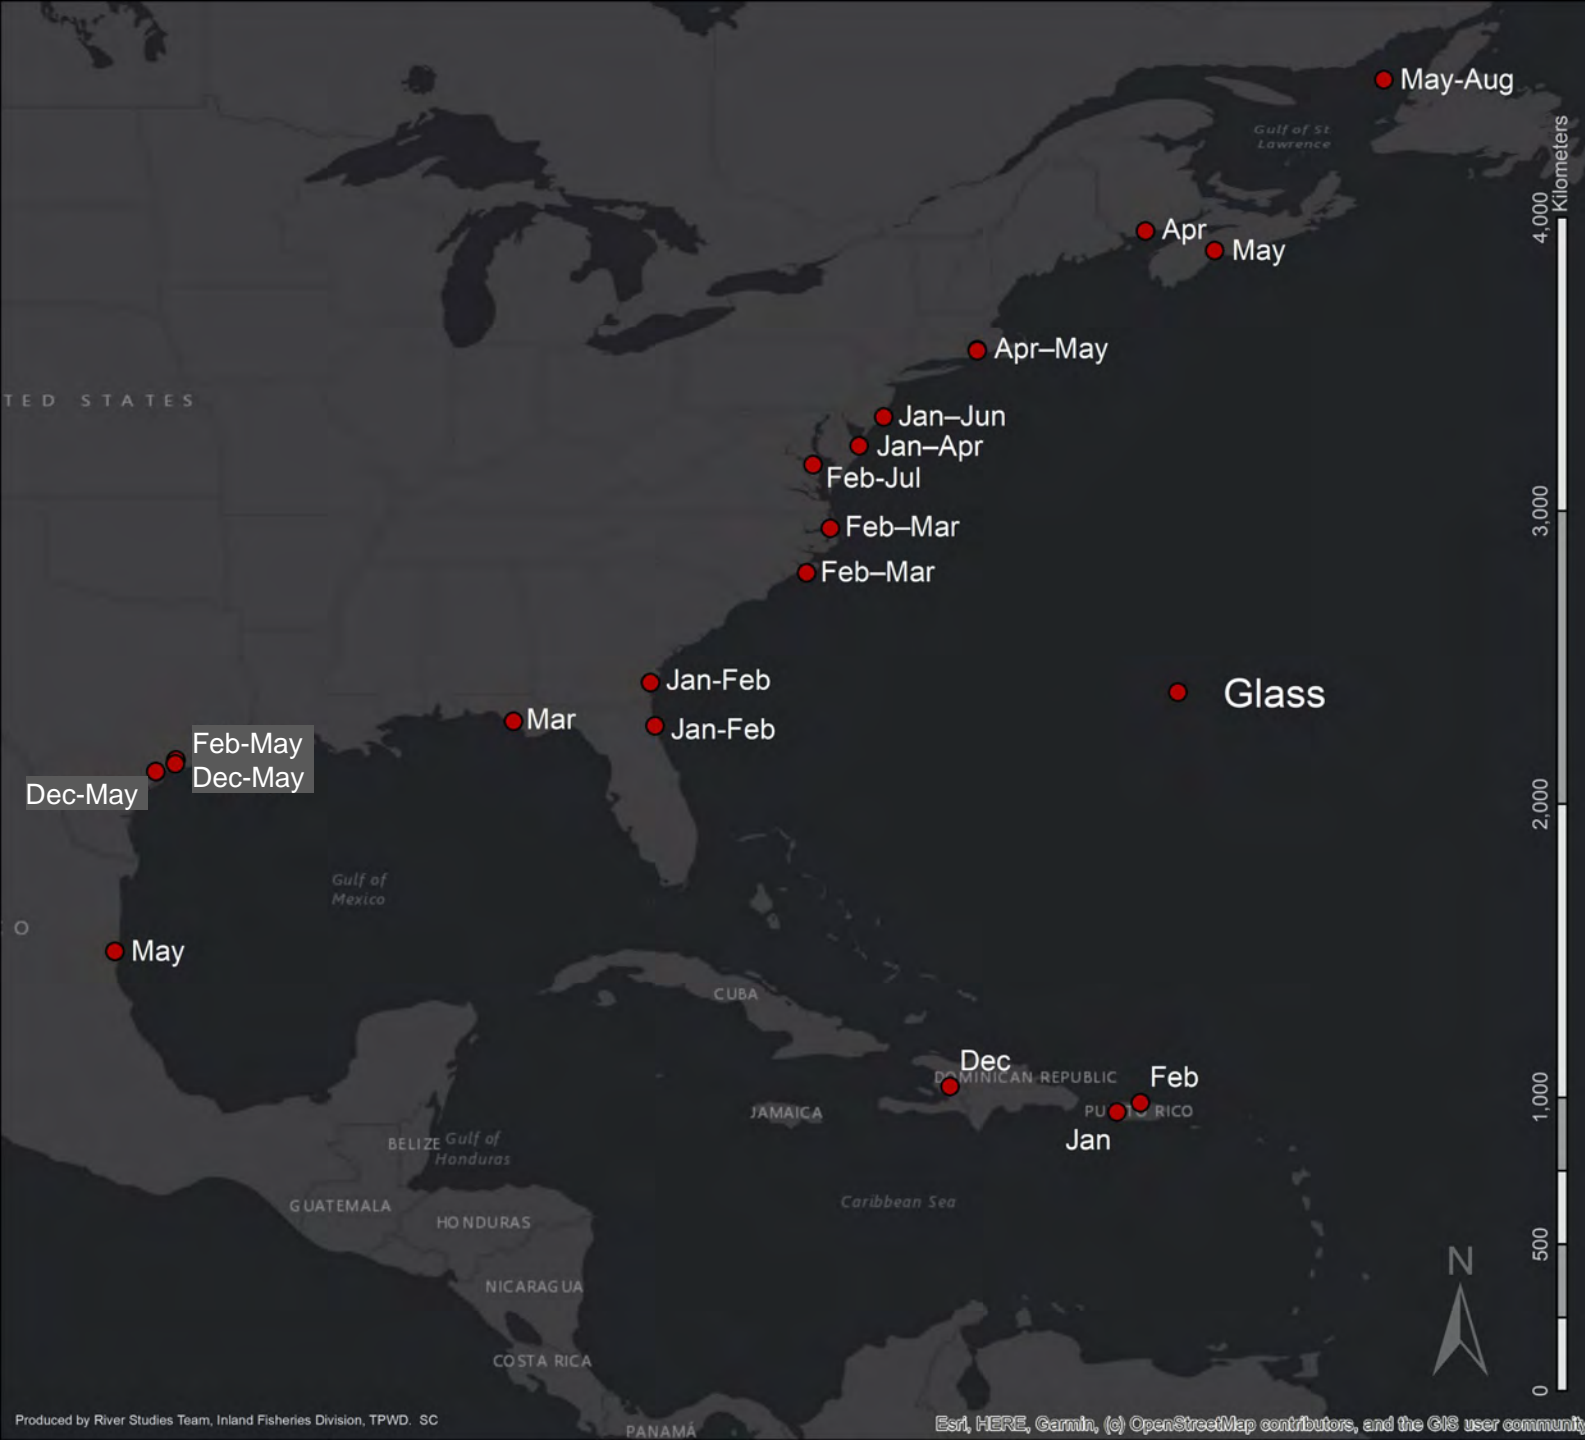 May-Aug
Gulf of St
Lawrence
Kilometers
4,000
Apr
May
Apr–May
TED STATES
Jan–Jun
Jan–Apr
Feb-Jul
3,000
Feb–Mar
Feb–Mar
Jan-Feb
Glass
Mar
Jan-Feb
Feb-May
Dec-May
Dec-May
2,000
Gulf of
Mexico
O
May
CUBA
Dec
DOMINICAN REPUBLIC
Feb
1,000
JAMAICA
PU TO RICO
Jan
BELIZE
Gulf of
Honduras
Caribbean Sea
GUATEMALA
HONDURAS
500
N
NICARAGUA
COSTA RICA
0
Produced by River Studies Team, Inland Fisheries Division, TPWD. SC
PANAMÁ
Esri, HERE, Garmin, (c) OpenStreetMap contributors, and the GIS user community